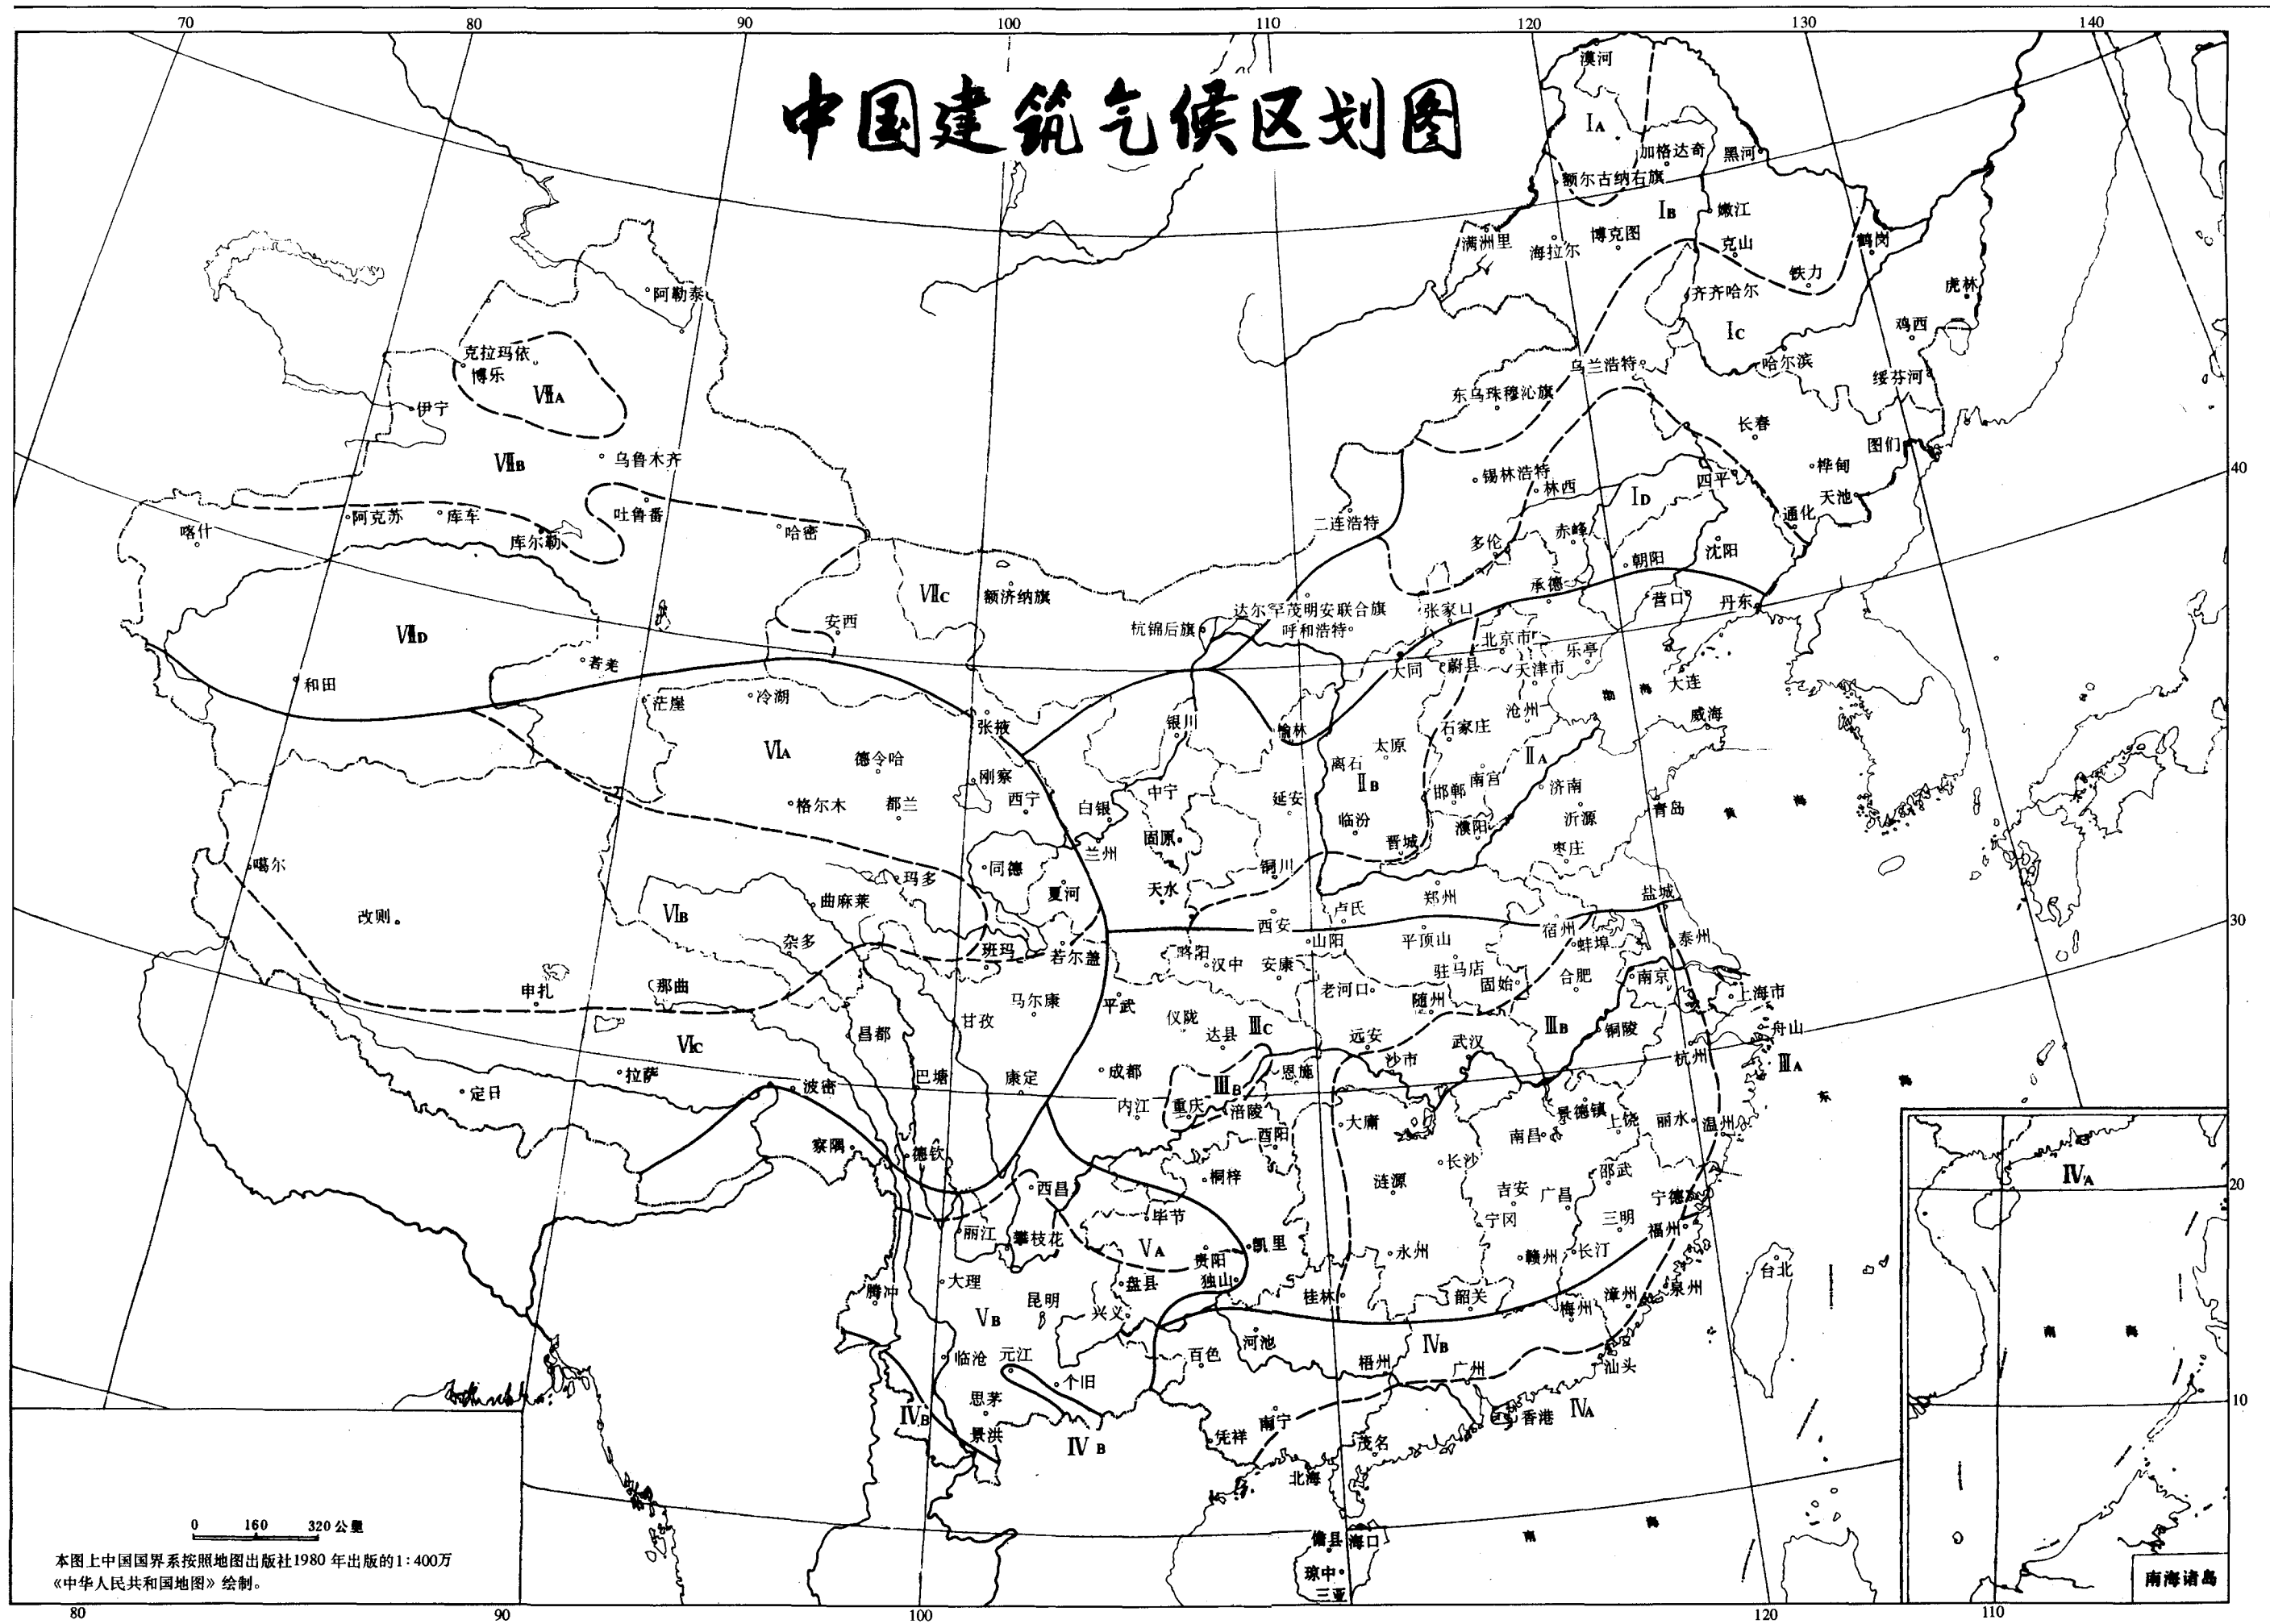 70 80 90 100 110 120 130 140
中国建筑气候区划图
漠河
ⅠA
加格达奇 黑河
额尔古纳右旗
ⅠB 嫩江
满洲里 海拉尔 博克图 克山 鹤岗
铁力
阿勒泰 齐齐哈尔 虎林
ⅠC 鸡西
克拉玛依
博乐 乌兰浩特 哈尔滨
绥芬河
ⅦA 东乌珠穆沁旗
伊宁
长春
图们
ⅦB 乌鲁木齐 锡林浩特 桦甸 40
林西 ⅠD 四平 天池
阿克苏 库车 吐鲁番 二连浩特 通化
喀什 库尔勒 哈密 多伦 赤峰 沈阳
朝阳
承德
ⅦC 额济纳旗 营口 丹东
达尔罕茂明安联合旗 张家口
ⅦD 安西 杭锦后旗 呼和浩特
北京市
乐亭
若羌 大同 蔚县 天津市
和田 大连
渤海
茫崖 冷湖 沧州
张掖 银川 榆林 石家庄 威海
ⅥA 太原
德令哈 离石 ⅡA
刚察 ⅡB 南宫
格尔木 都兰 西宁 白银 中宁 延安 邯郸 济南
青岛 黄海
临汾 沂源
固原 濮阳
兰州 晋城 枣庄
噶尔 同德 铜川
玛多 夏河 天水 盐城
曲麻莱 郑州
改则 ⅥB 卢氏 30
西安 宿州
杂多 山阳 平顶山 蚌埠 泰州
班玛 若尔盖 略阳
汉中 安康 驻马店
申扎 那曲 老河口 固始 合肥 南京
马尔康 平武 随州 上海市
甘孜 仪陇
昌都 达县 ⅢC 远安 ⅢB 铜陵 舟山
ⅥC 武汉 杭州
沙市 ⅢA
拉萨 巴塘 康定 成都 恩施
波密 东海
定日 内江 重庆 ⅢB 涪陵
大庸 景德镇
上饶 丽水 温州
察隅 德钦 酉阳 南昌
长沙
桐梓 邵武
西昌 涟源 吉安 广昌 宁德
毕节 宁冈 三明
丽江 攀枝花 福州
ⅤA 贵阳 凯里 永州 赣州 长汀
大理 盘县 独山 台北
腾冲 昆明 桂林 韶关 漳州 泉州
兴义 梅州
ⅤB
河池 ⅣB
临沧 元江 百色 梧州 广州 汕头
个旧
思茅
ⅣB 南宁 香港 ⅣA
景洪 ⅣB 凭祥 茂名
北海
南海
儋县 海口
琼中
三亚
ⅣA
20
南海
10
南海诸岛
0 160 320公里
本图上中国国界系按照地图出版社1980年出版的1:400万
《中华人民共和国地图》绘制。
80 90 100 120 110